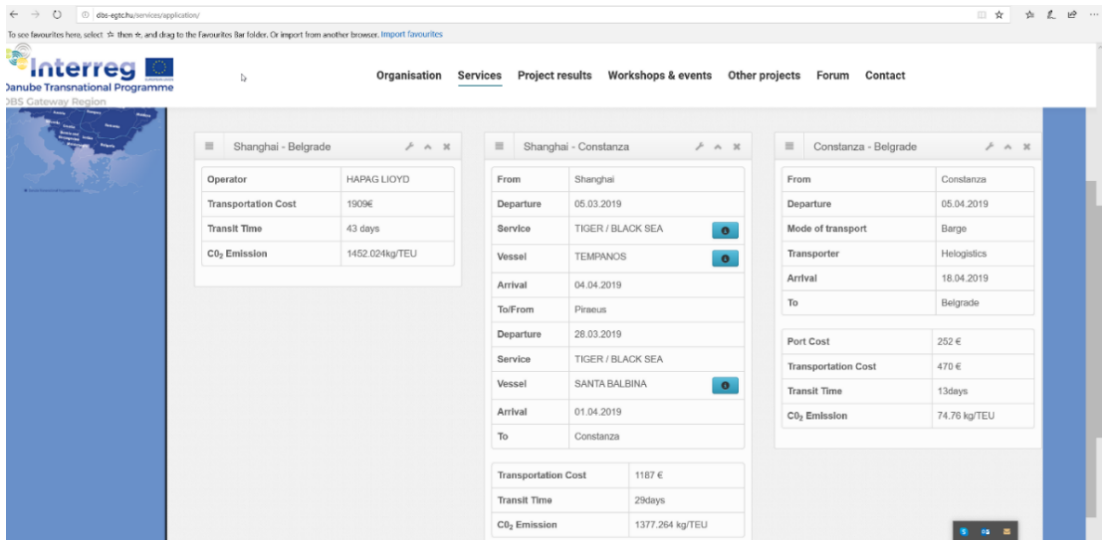 dbs-egtc.hu/services/application/
To see favourites here, select ☆ then ☆, and drag to the Favourites Bar folder. Or import from another browser. Import favourites
Interreg
Danube Transnational Programme
DBS Gateway Region
Organisation Services Project results Workshops & events Other projects Forum Contact
Shanghai - Belgrade
Operator HAPAG LIOYD
Transportation Cost 1909€
Transit Time 43 days
C0₂ Emission 1452.024kg/TEU
Shanghai - Constanza
From Shanghai
Departure 05.03.2019
Service TIGER / BLACK SEA
Vessel TEMPANOS
Arrival 04.04.2019
To/From Piraeus
Departure 28.03.2019
Service TIGER / BLACK SEA
Vessel SANTA BALBINA
Arrival 01.04.2019
To Constanza
Transportation Cost 1187 €
Transit Time 29days
C0₂ Emission 1377.264 kg/TEU
Constanza - Belgrade
From Constanza
Departure 05.04.2019
Mode of transport Barge
Transporter Helogistics
Arrival 18.04.2019
To Belgrade
Port Cost 252 €
Transportation Cost 470 €
Transit Time 13days
C0₂ Emission 74.76 kg/TEU